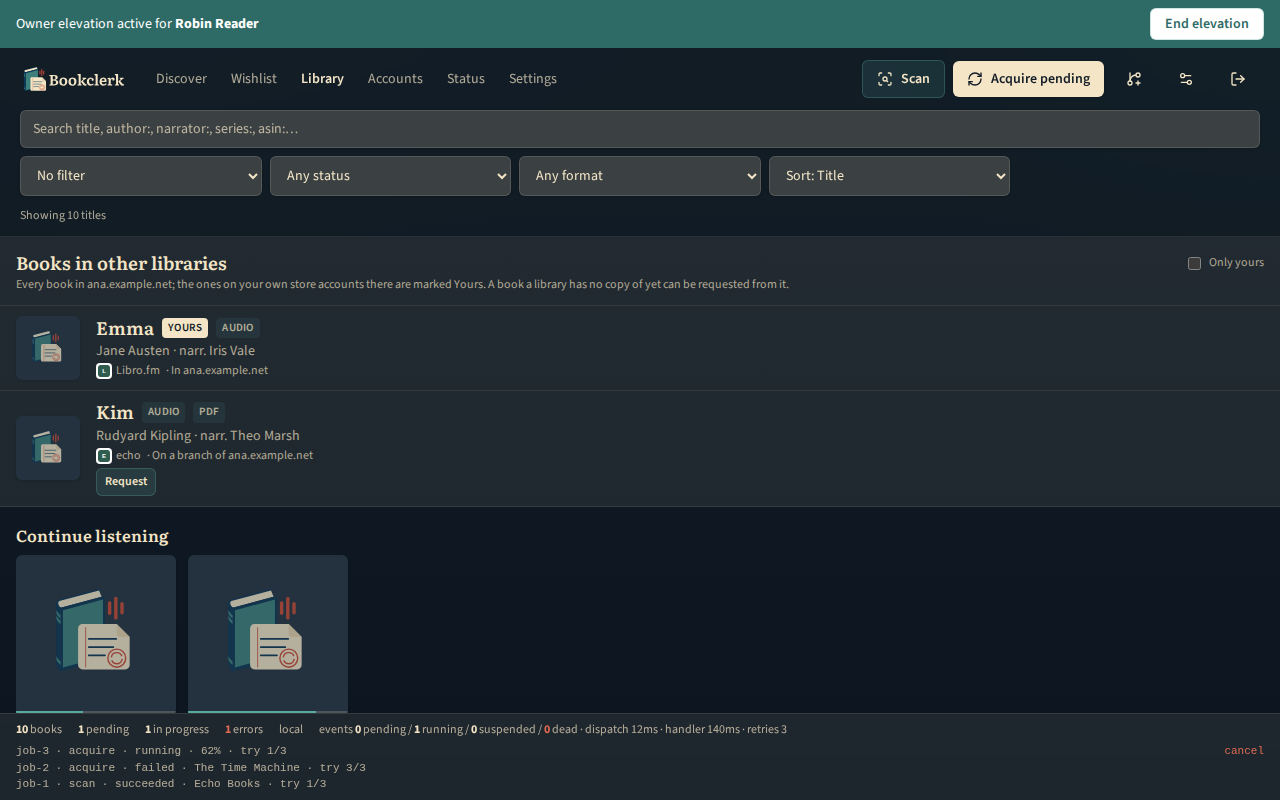 Owner elevation active for Robin Reader
End elevation
Bookclerk
Discover
Wishlist
Library
Accounts
Status
Settings
Scan
Acquire pending
Search title, author:, narrator:, series:, asin:…
No filter
Any status
Any format
Sort: Title
Showing 10 titles
Books in other libraries
Only yours
Every book in ana.example.net; the ones on your own store accounts there are marked Yours. A book a library has no copy of yet can be requested from it.
Emma YOURS AUDIO
Jane Austen · narr. Iris Vale
L Libro.fm · In ana.example.net
Kim AUDIO PDF
Rudyard Kipling · narr. Theo Marsh
E echo · On a branch of ana.example.net
Request
Continue listening
10 books 1 pending 1 in progress 1 errors local events 0 pending / 1 running / 0 suspended / 0 dead · dispatch 12ms · handler 140ms · retries 3
job-3 · acquire · running · 62% · try 1/3
cancel
job-2 · acquire · failed · The Time Machine · try 3/3
job-1 · scan · succeeded · Echo Books · try 1/3